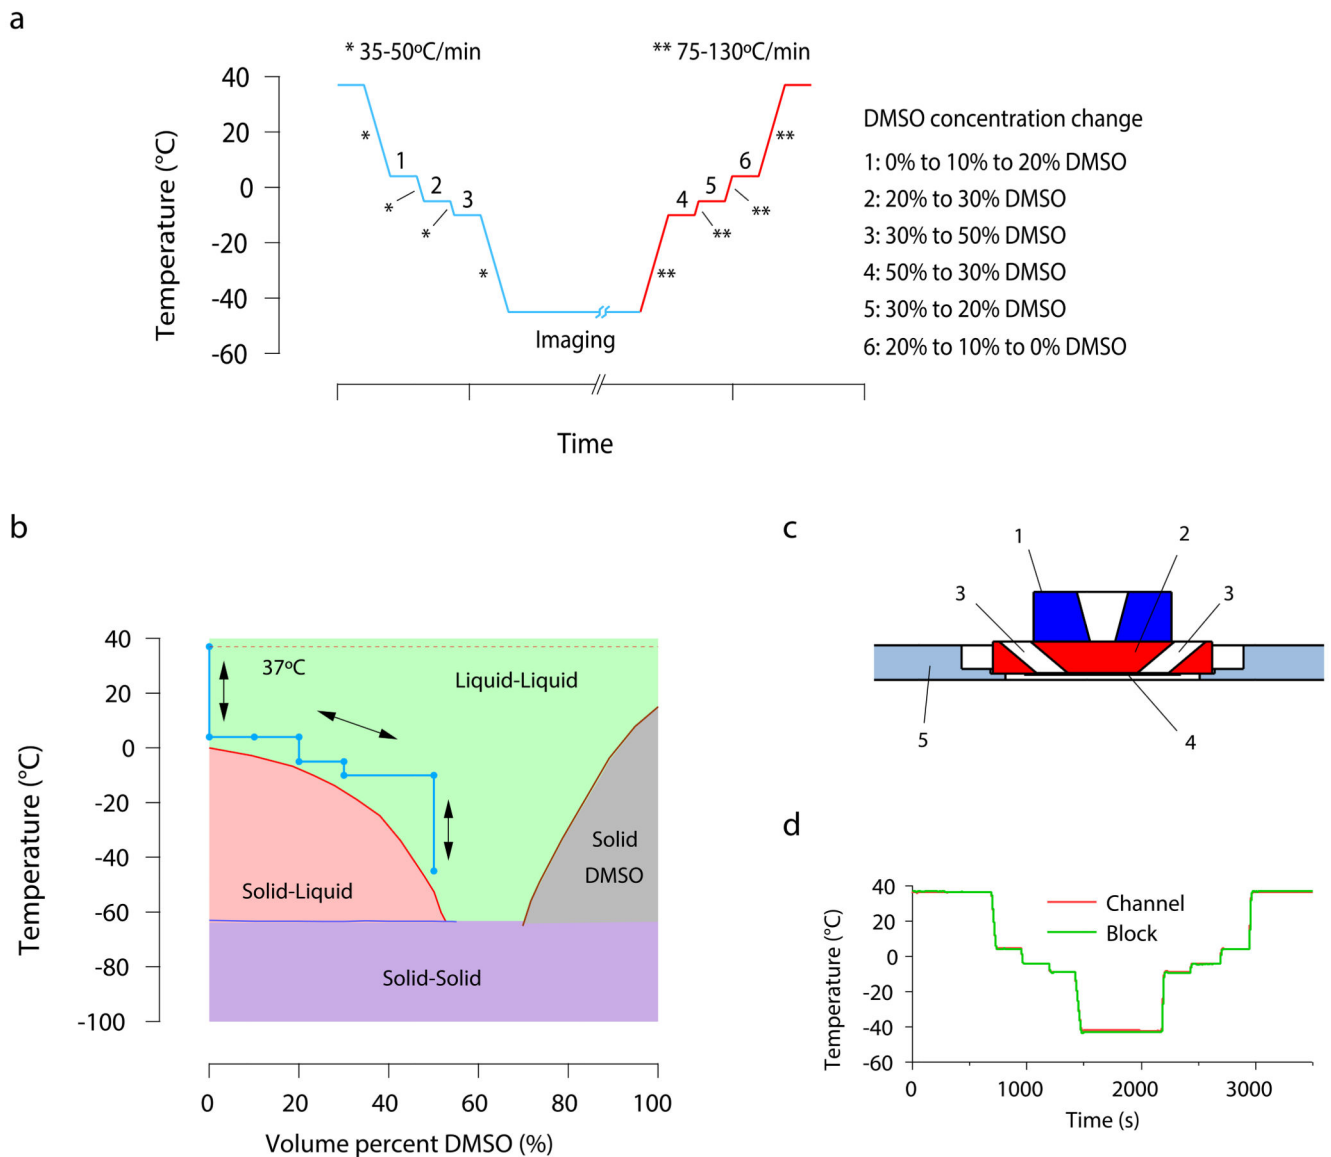 a
* 35-50ºC/min
** 75-130ºC/min
Temperature (°C)
40
20
0
-20
-40
-60
*
*
*
*
1
2
3
4
5
6
**
**
**
**
Imaging
Time
DMSO concentration change
1: 0% to 10% to 20% DMSO
2: 20% to 30% DMSO
3: 30% to 50% DMSO
4: 50% to 30% DMSO
5: 30% to 20% DMSO
6: 20% to 10% to 0% DMSO
b
Temperature (°C)
40
20
0
-20
-40
-60
-80
-100
37ºC
Liquid-Liquid
Solid-Liquid
Solid
DMSO
Solid-Solid
0 20 40 60 80 100
Volume percent DMSO (%)
c
1
2
3
3
5
4
d
Temperature (°C)
40
20
0
-20
-40
-60
Channel
Block
0 1000 2000 3000
Time (s)